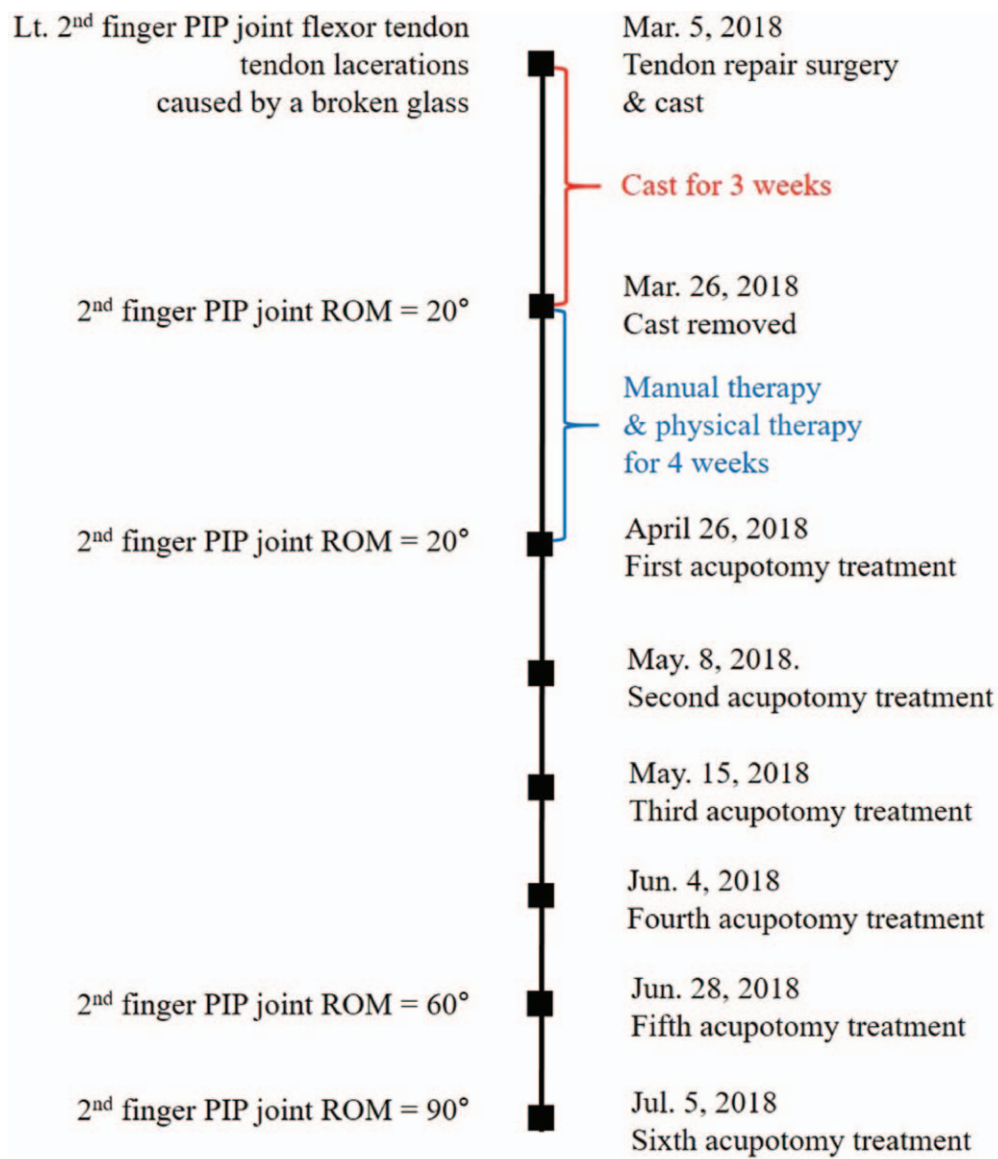 Lt. 2nd finger PIP joint flexor tendon
tendon lacerations
caused by a broken glass
Mar. 5, 2018
Tendon repair surgery
& cast
Cast for 3 weeks
2nd finger PIP joint ROM = 20°
Mar. 26, 2018
Cast removed
Manual therapy
& physical therapy
for 4 weeks
2nd finger PIP joint ROM = 20°
April 26, 2018
First acupotomy treatment
May. 8, 2018.
Second acupotomy treatment
May. 15, 2018
Third acupotomy treatment
Jun. 4, 2018
Fourth acupotomy treatment
2nd finger PIP joint ROM = 60°
Jun. 28, 2018
Fifth acupotomy treatment
2nd finger PIP joint ROM = 90°
Jul. 5, 2018
Sixth acupotomy treatment